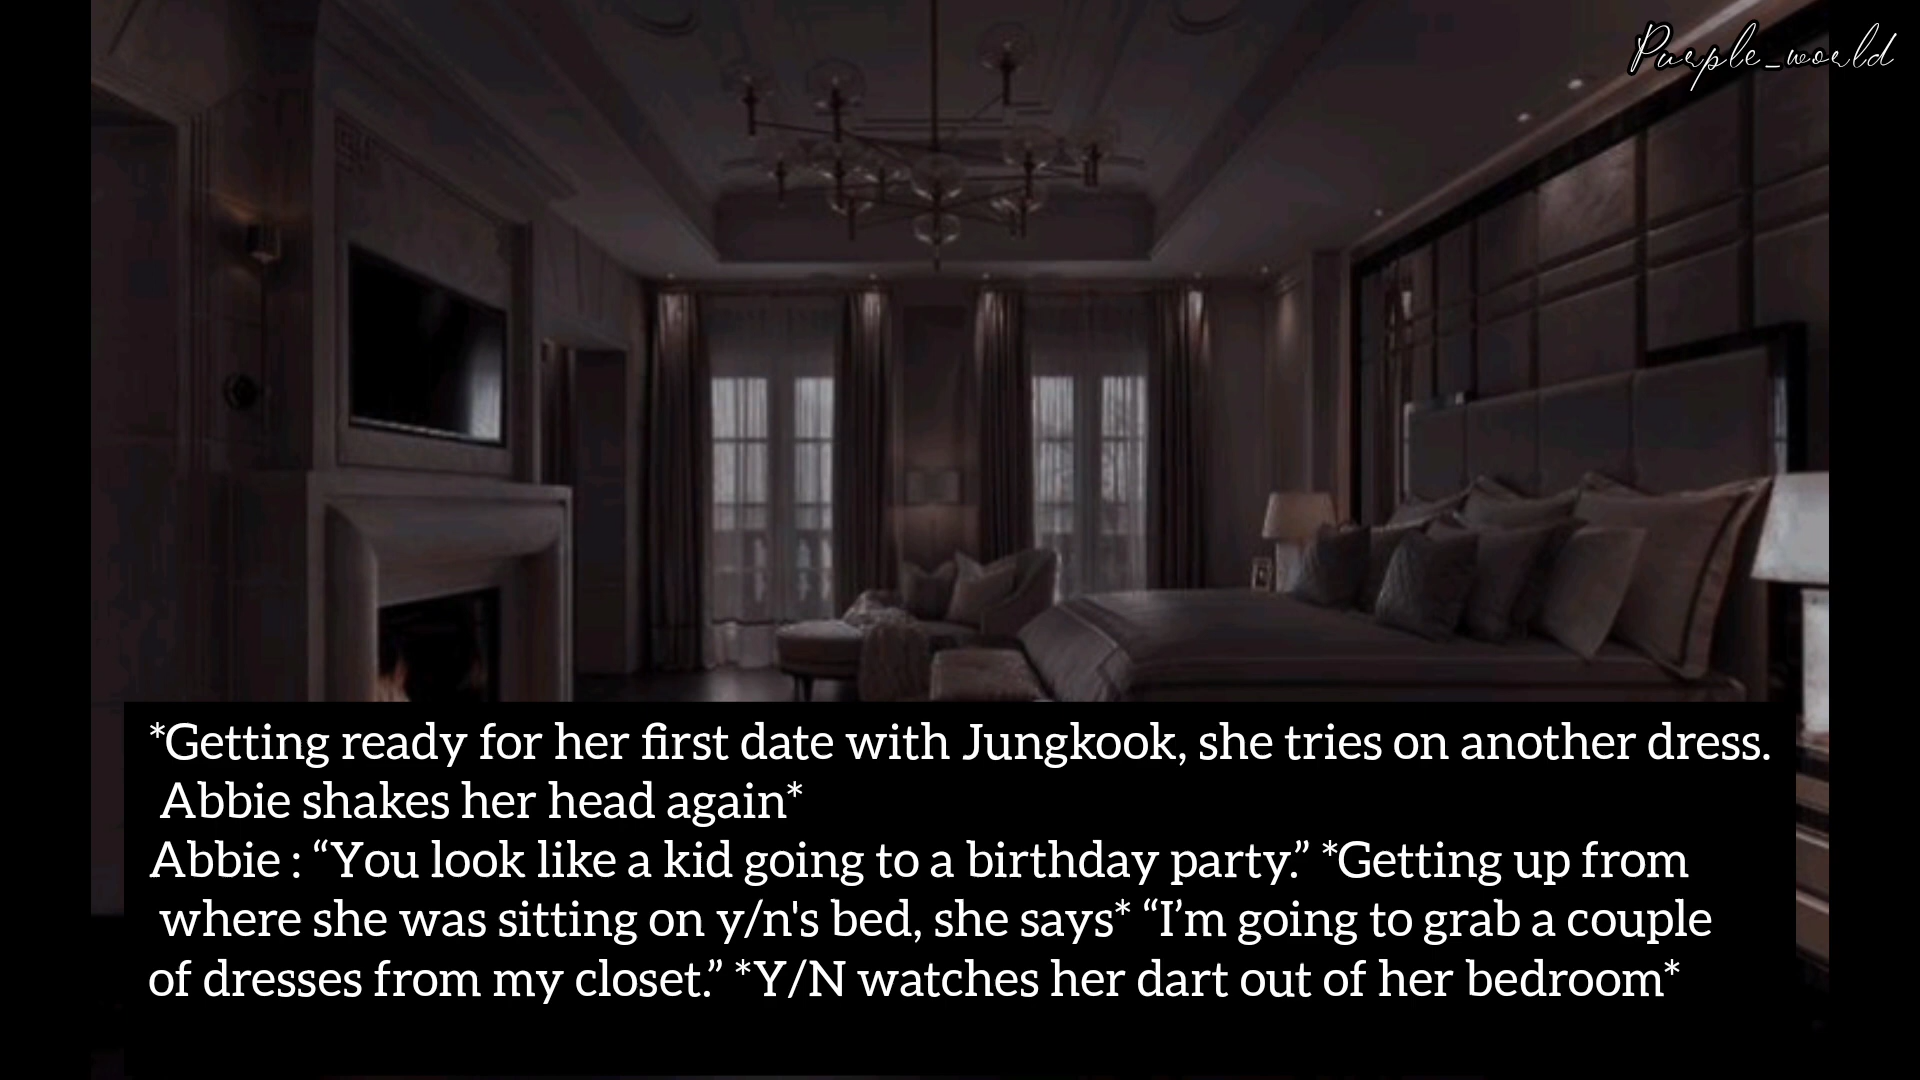 Purple_world
*Getting ready for her first date with Jungkook, she tries on another dress.
Abbie shakes her head again*
Abbie : “You look like a kid going to a birthday party.” *Getting up from
where she was sitting on y/n's bed, she says* “I’m going to grab a couple
of dresses from my closet.” *Y/N watches her dart out of her bedroom*